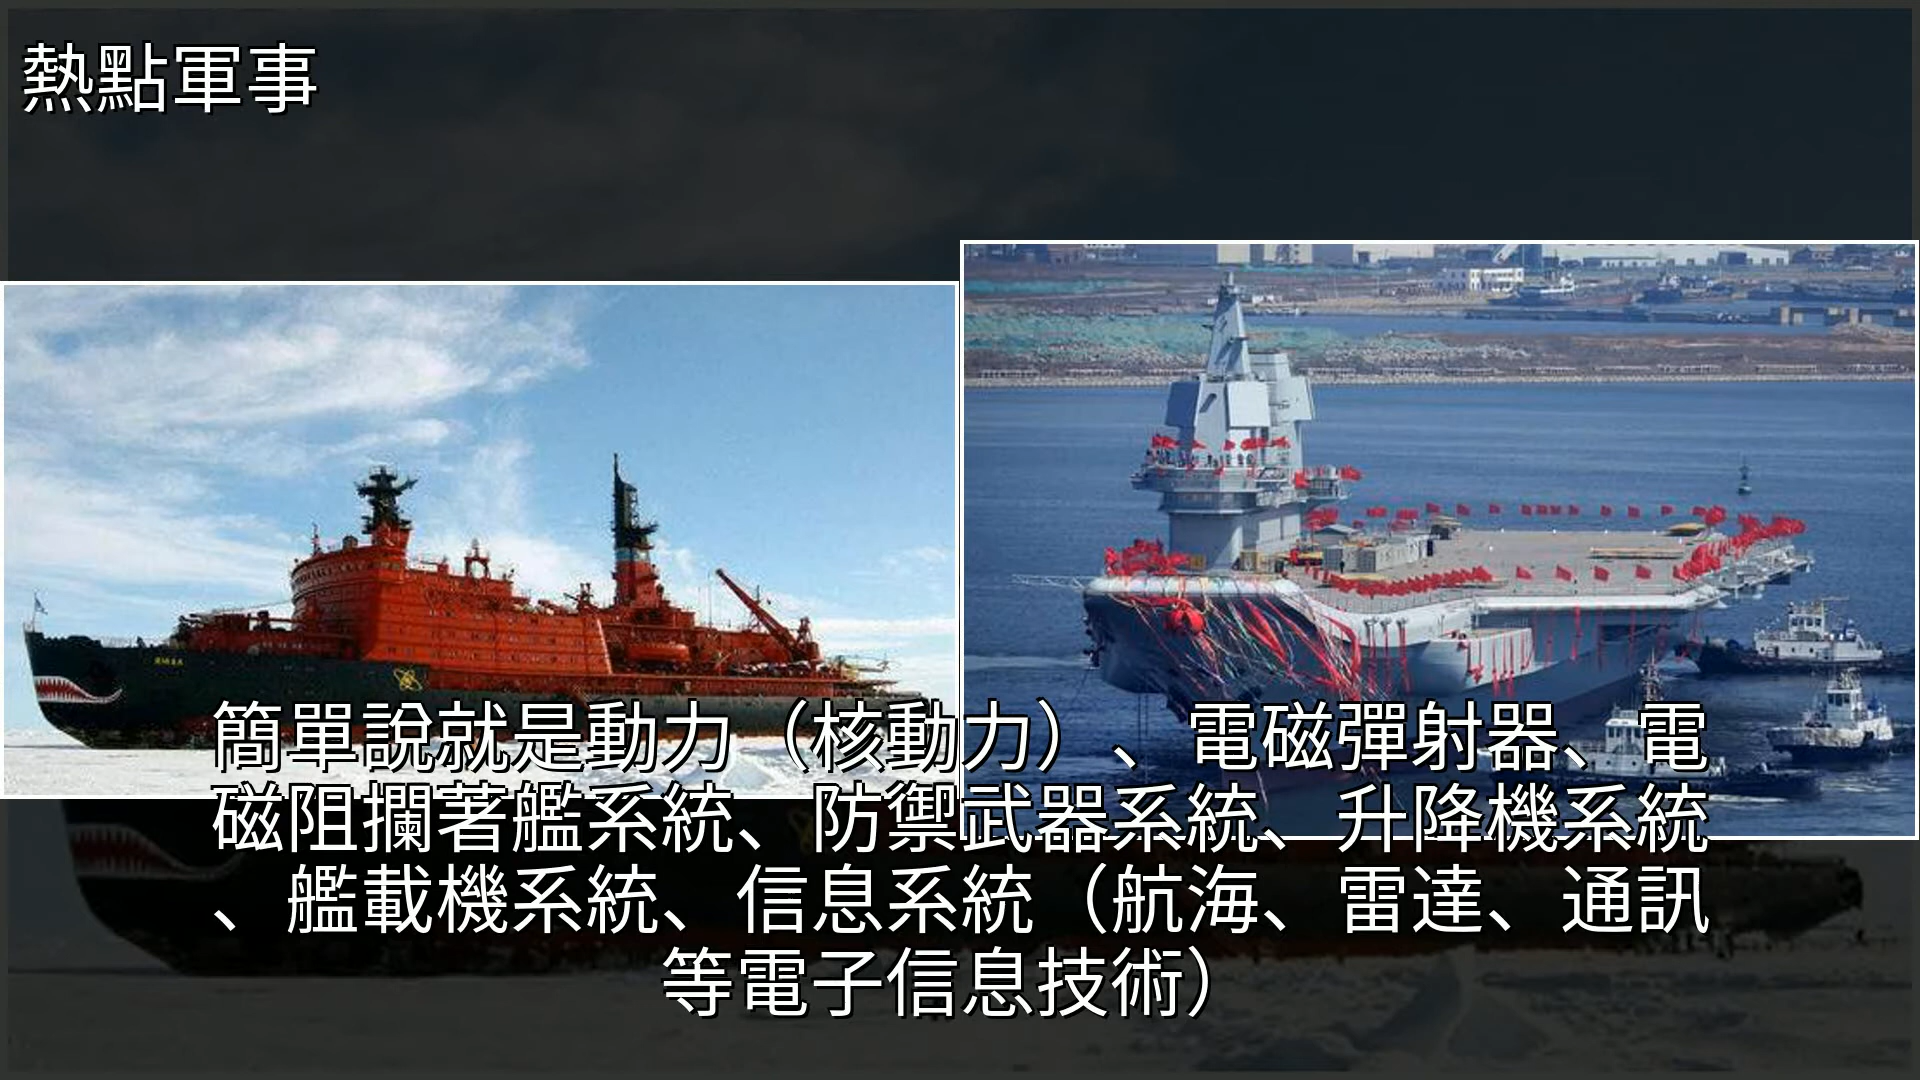 熱點軍事
簡單說就是動力（核動力）、電磁彈射器、電
磁阻攔著艦系統、防禦武器系統、升降機系統
、艦載機系統、信息系統（航海、雷達、通訊
等電子信息技術）